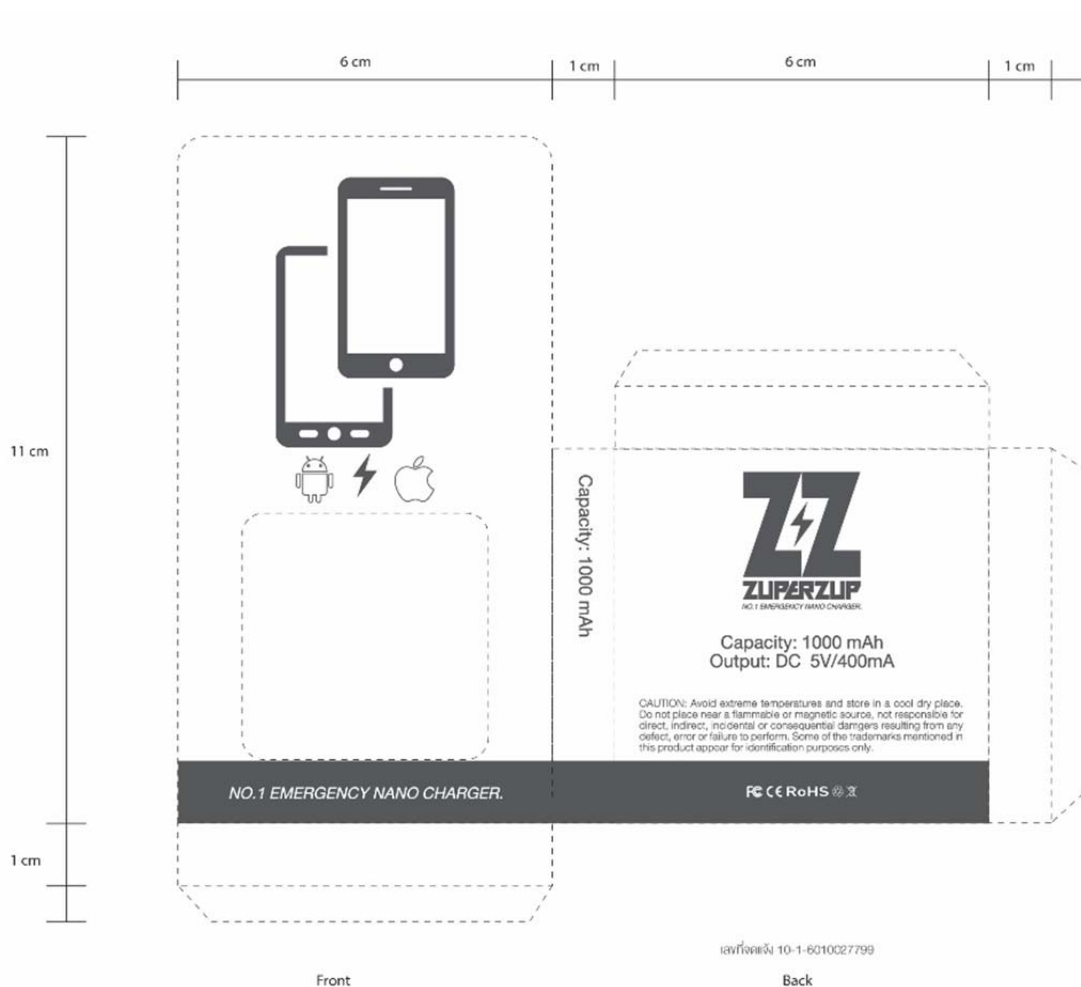 6 cm
1 cm
6 cm
1 cm
11 cm
1 cm
Capacity: 1000 mAh
ZZ
ZUPERZUP
NO.1 EMERGENCY NANO CHARGER.
Capacity: 1000 mAh
Output: DC 5V/400mA
CAUTION: Avoid extreme temperatures and store in a cool dry place.
Do not place near a flammable or magnetic source, not responsible for
direct, indirect, incidental or consequential damgers resulting from any
defect, error or failure to perform. Some of the trademarks mentioned in
this product appear for identification purposes only.
NO.1 EMERGENCY NANO CHARGER.
FC CE RoHS
เลขที่จดแจ้ง 10-1-6010027799
Front
Back